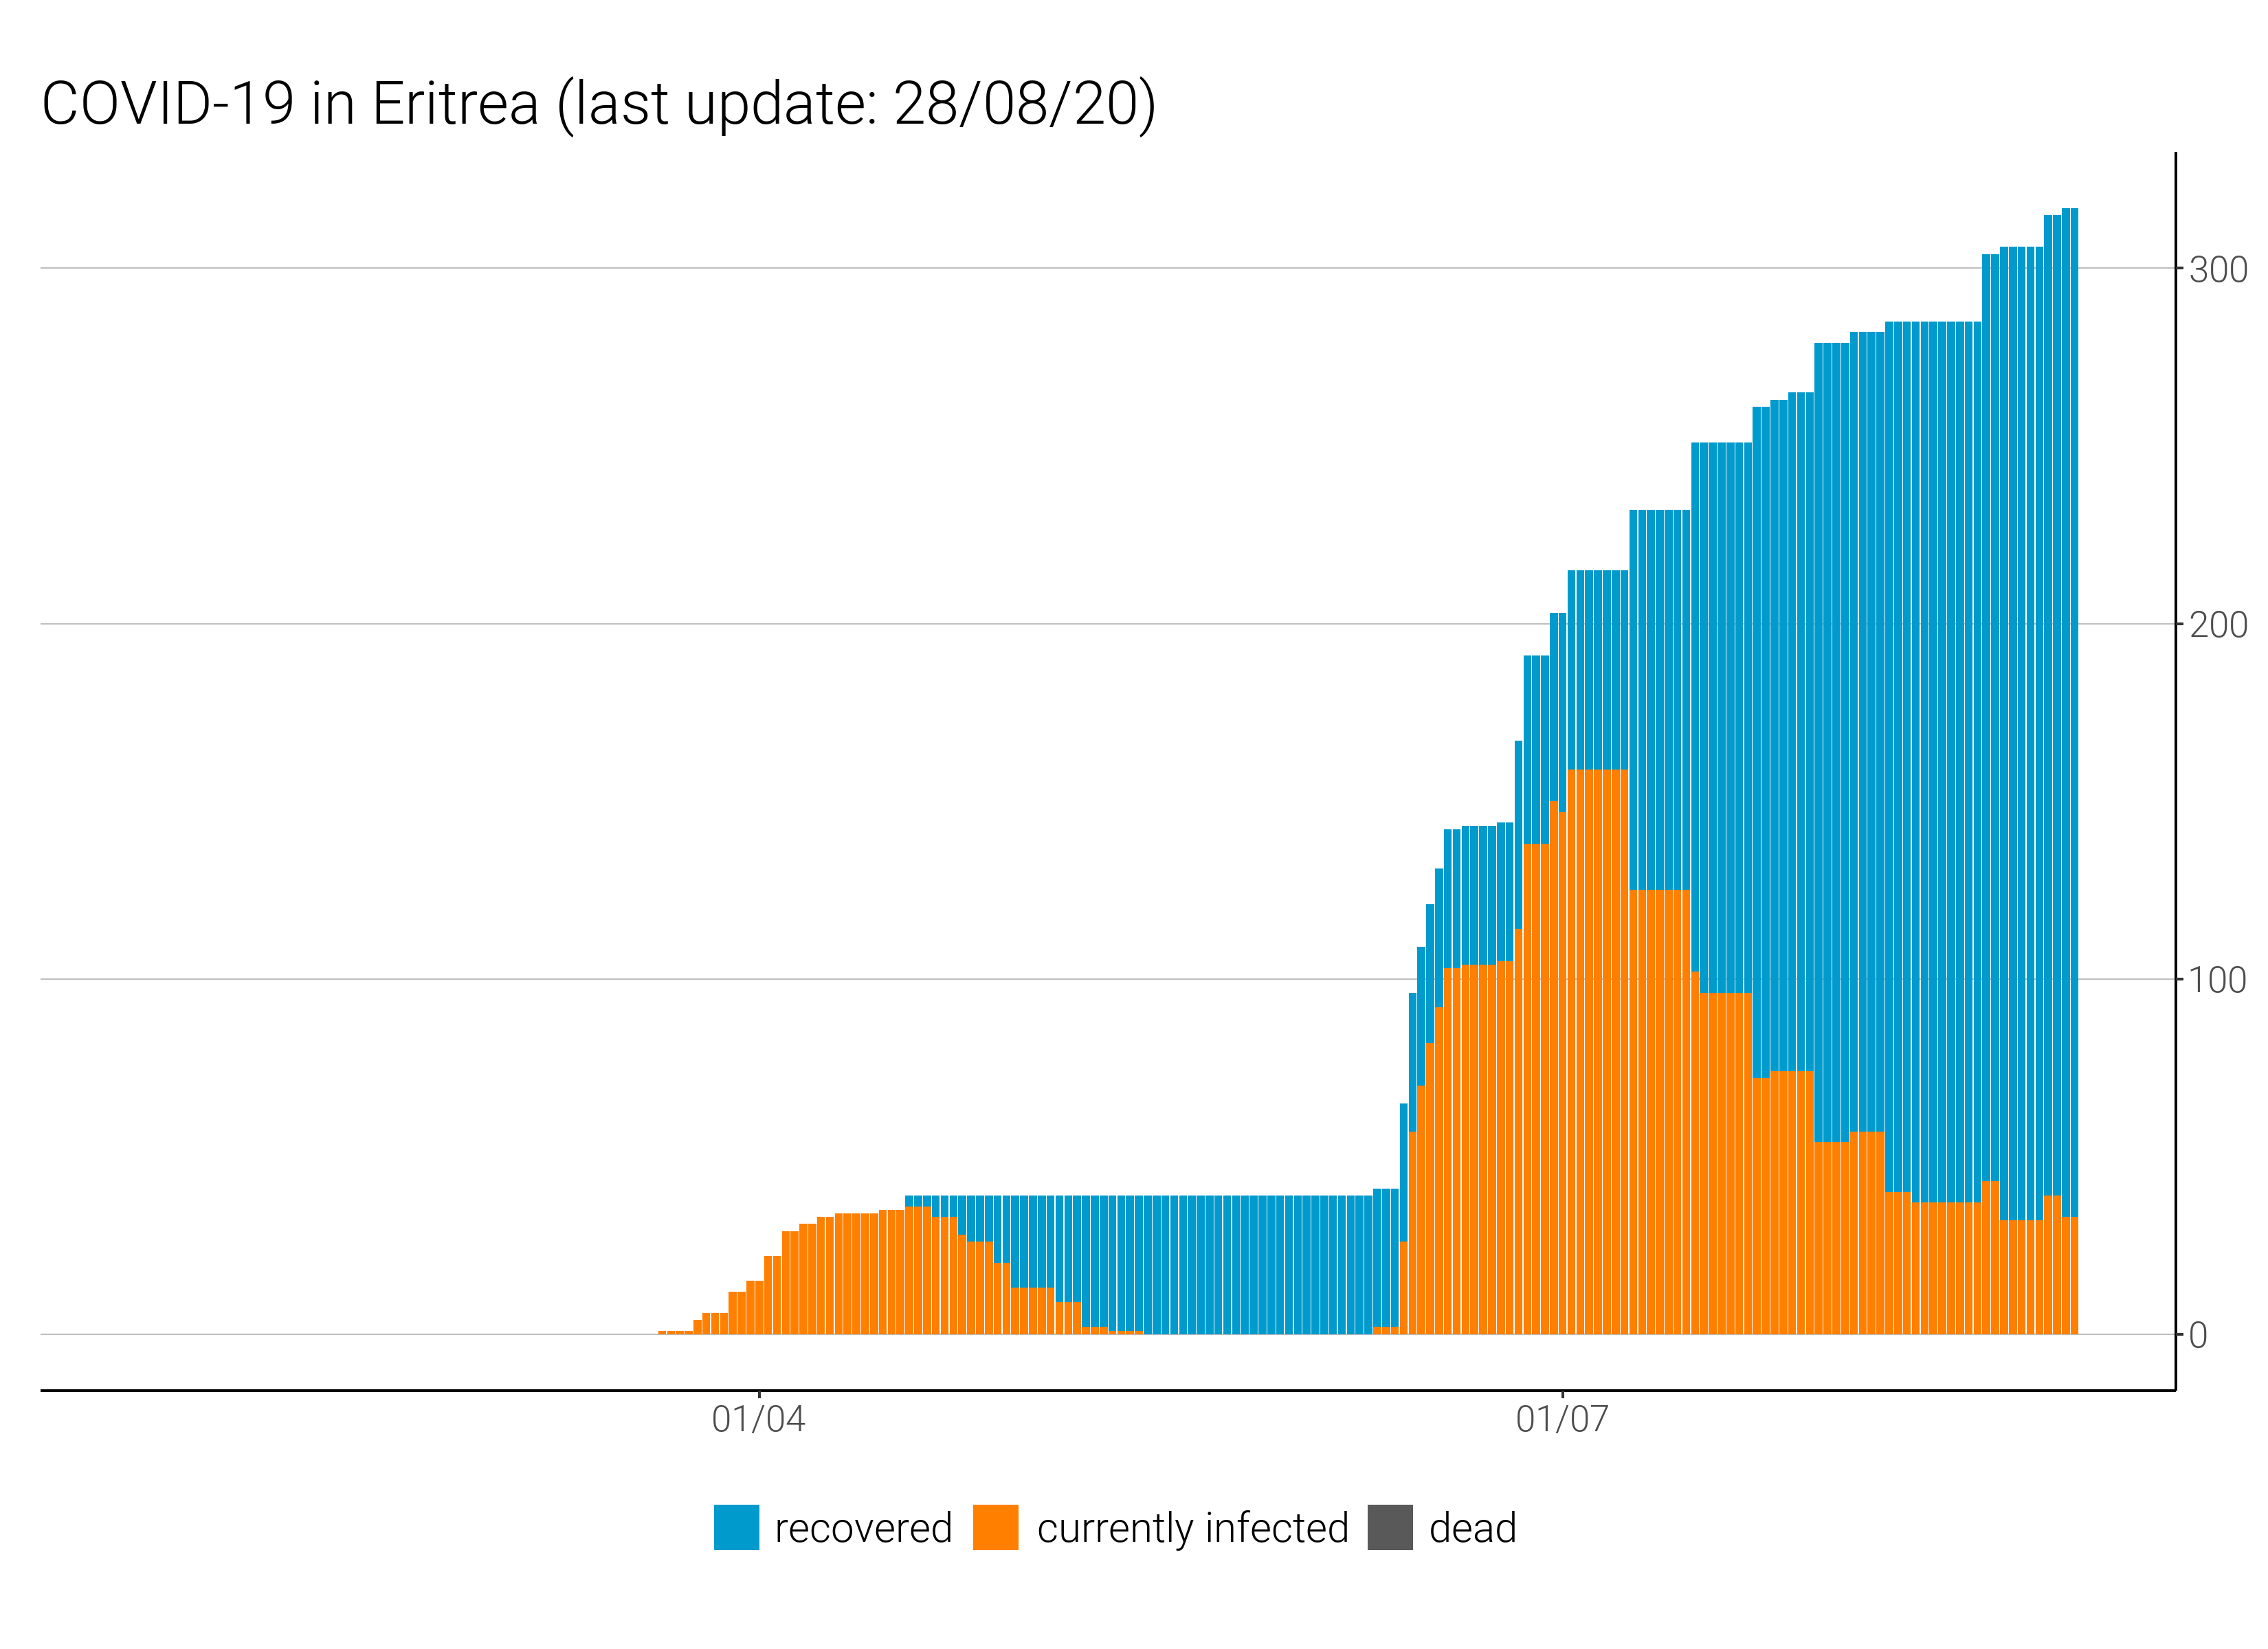 COVID-19 in Eritrea (last update: 28/08/20)
300
200
100
0
01/04 01/07
recovered currently infected dead